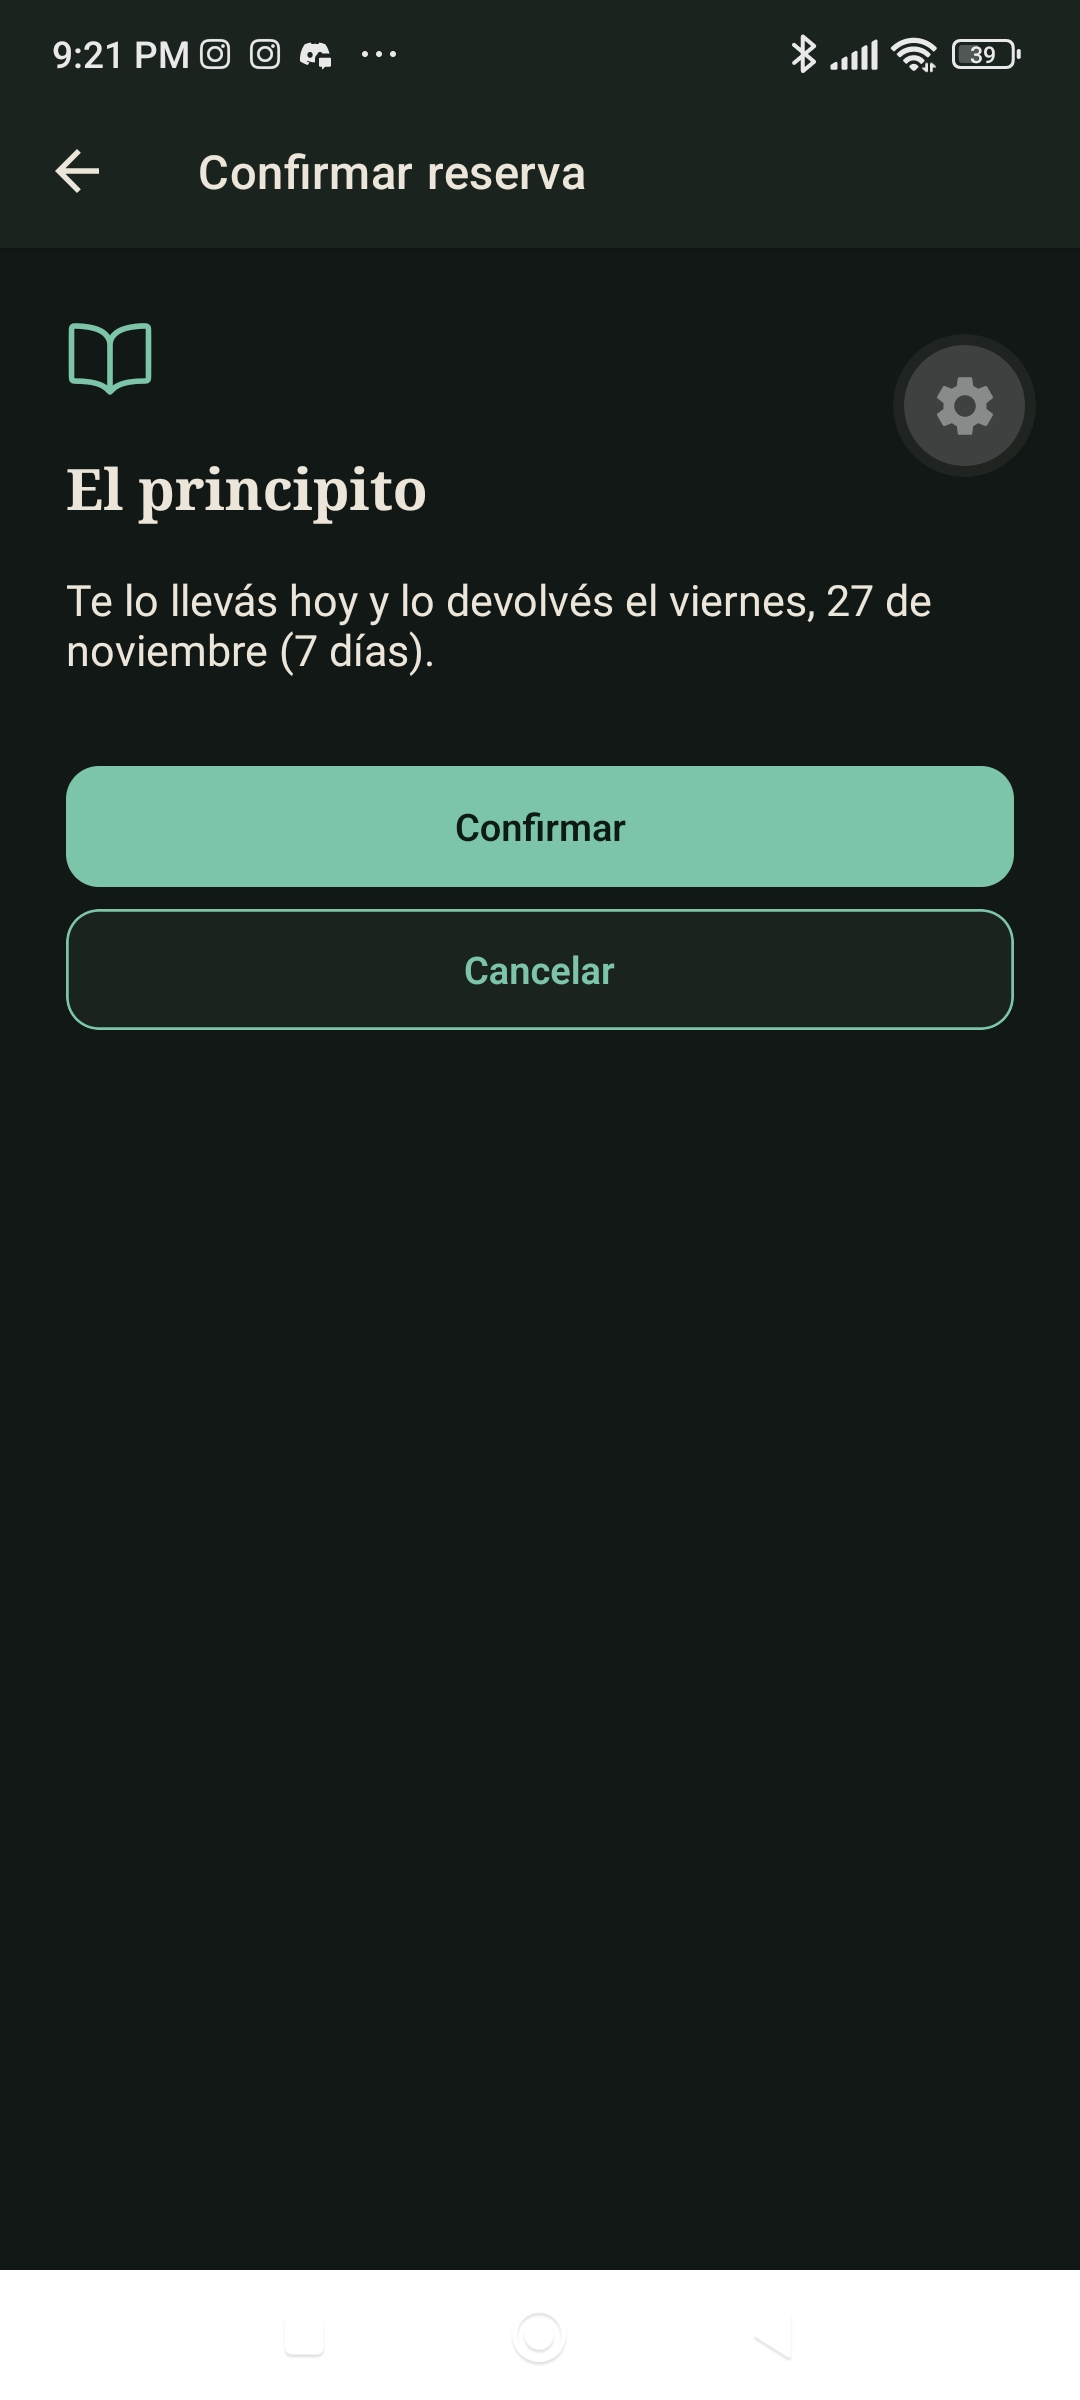 9:21 PM
39
Confirmar reserva
El principito
Te lo llevás hoy y lo devolvés el viernes, 27 de
noviembre (7 días).
Confirmar
Cancelar